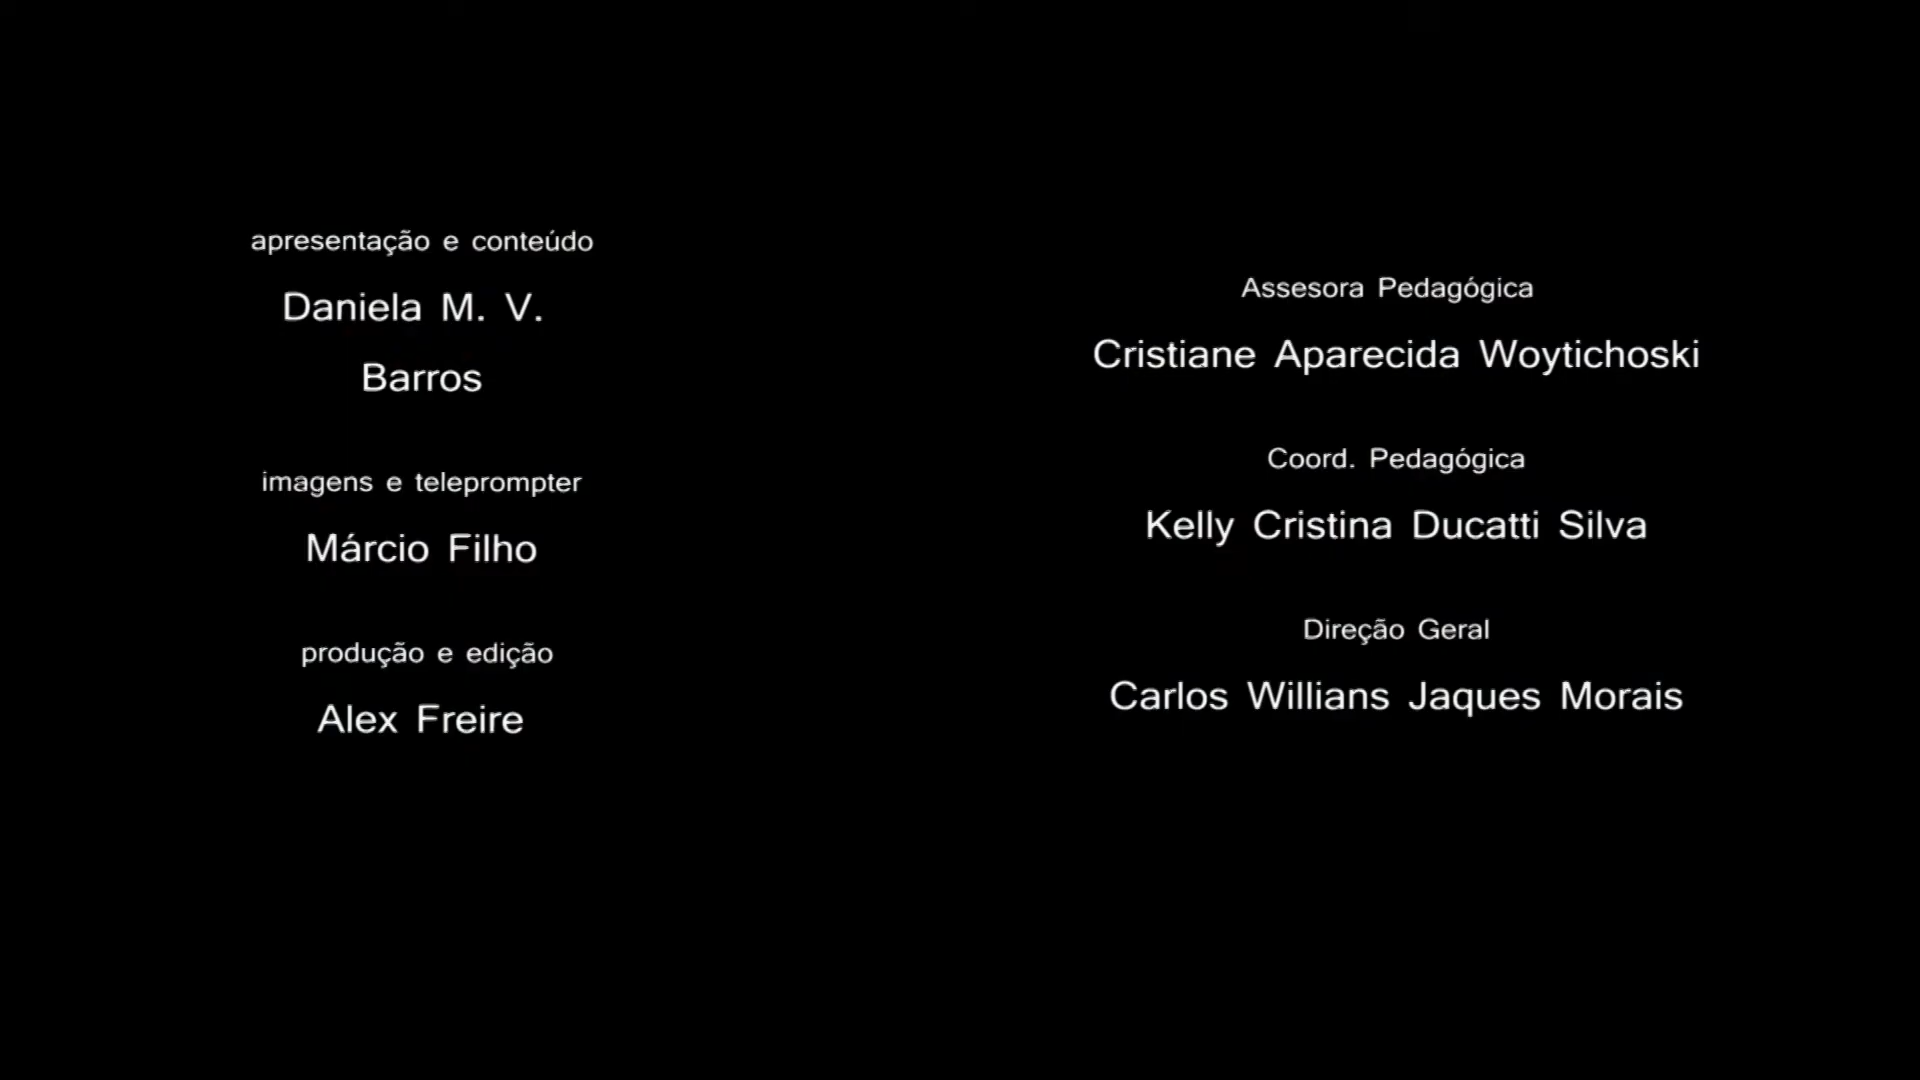 apresentação e conteúdo
Daniela M. V.
Barros
imagens e teleprompter
Márcio Filho
produção e edição
Alex Freire
Assesora Pedagógica
Cristiane Aparecida Woytichoski
Coord. Pedagógica
Kelly Cristina Ducatti Silva
Direção Geral
Carlos Willians Jaques Morais